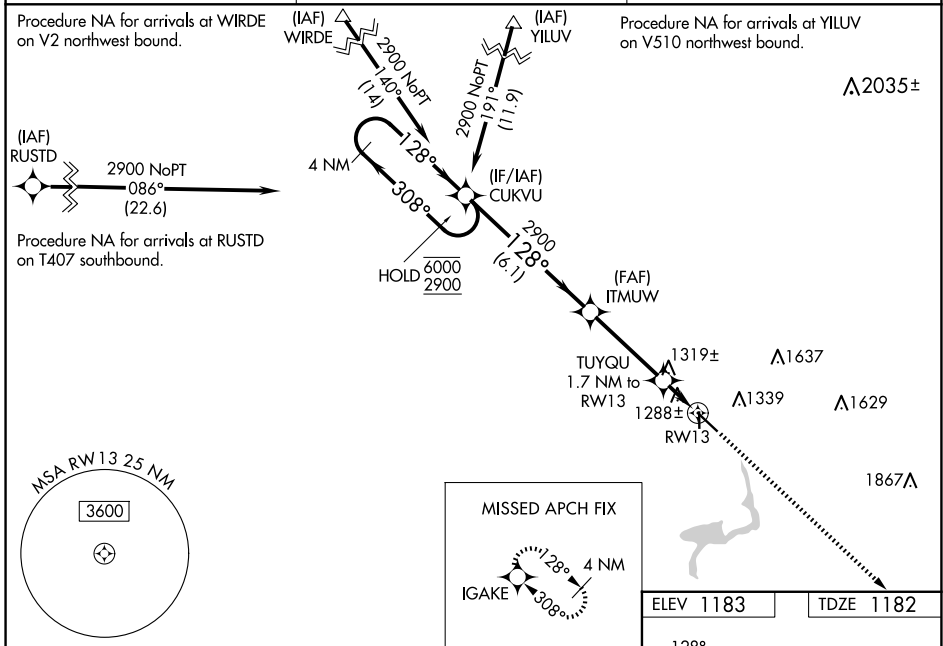 Procedure NA for arrivals at WIRDE
on V2 northwest bound.
(IAF)
WIRDE
(IAF)
YILUV
Procedure NA for arrivals at YILUV
on V510 northwest bound.
2900 NoPT
140°
(14)
2900 NoPT
191°
(11.9)
2035±
(IAF)
RUSTD
2900 NoPT
086°
(22.6)
4 NM
128°
308°
(IF/IAF)
CUKVU
Procedure NA for arrivals at RUSTD
on T407 southbound.
HOLD 6000
2900
2900
128°
(6.1)
(FAF)
ITMUW
TUYQU
1.7 NM to
RW13
1319±
1637
1288±
1339
1629
RW13
1867
MSA RW13 25 NM
3600
MISSED APCH FIX
128°
4 NM
IGAKE
308°
ELEV 1183
TDZE 1182